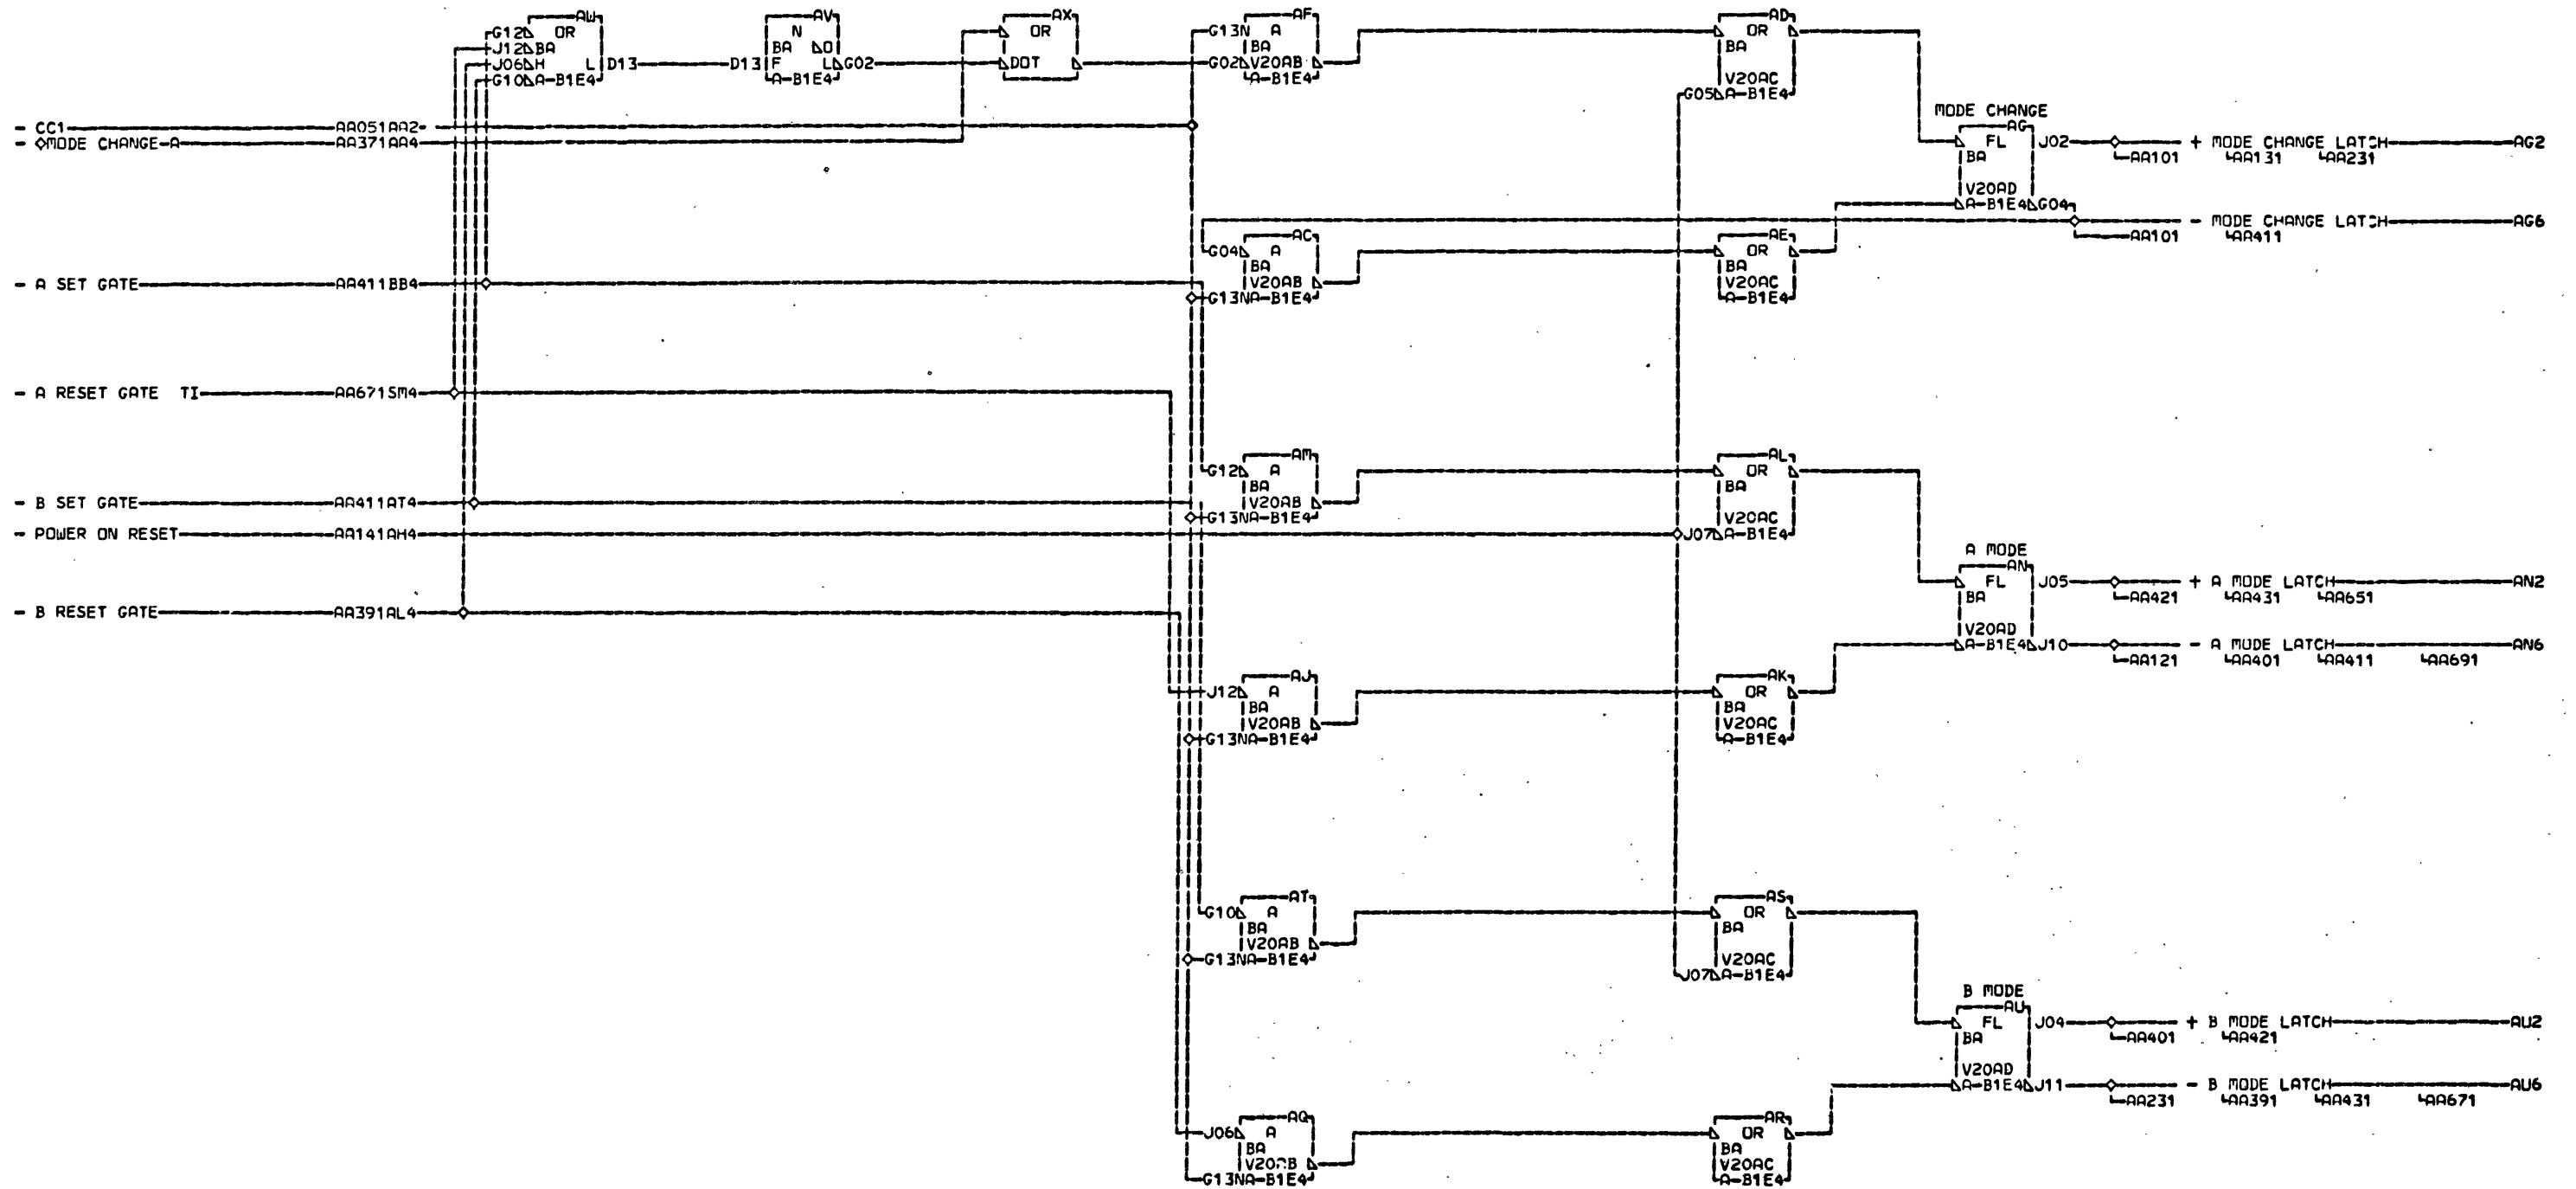 AW AV AX AF AD
G12 OR N OR G13N A OR
J12 BA BA DO BA BA
J06 H L D13 D13 F L G02 DOT G02 V20AB
G10 A-B1E4 A-B1E4 A-B1E4 V20AC
G05 A-B1E4
MODE CHANGE
- CC1 AA051AA2 AG
- MODE CHANGE-A AA371AA4 FL J02 + MODE CHANGE LATCH AG2
BA AA101 AA131 AA231
V20AD
A-B1E4 G04
- MODE CHANGE LATCH AG6
AC AE AA101 AA411
G04 A OR
BA BA
- A SET GATE AA411BB4 V20AB V20AC
G13NA-B1E4 A-B1E4
- A RESET GATE TI AA671SM4
AM AL
G12 A OR
BA BA
- B SET GATE AA411AT4 V20AB
G13NA-B1E4 V20AC
- POWER ON RESET AA141AH4 J07 A-B1E4
A MODE
AN
FL J05 + A MODE LATCH AN2
BA AA421 AA431 AA651
- B RESET GATE AA391AL4
V20AD
A-B1E4 J10 - A MODE LATCH AN6
AA121 AA401 AA411 AA691
AJ AK
J12 A OR
BA BA
V20AB V20AC
G13NA-B1E4 A-B1E4
AT AS
G10 A OR
BA BA
V20AB
G13NA-B1E4 V20AC
J07 A-B1E4
B MODE
AU
FL J04 + B MODE LATCH AU2
BA AA401 AA421
V20AD
A-B1E4 J11 - B MODE LATCH AU6
AA231 AA391 AA431 AA671
AQ AR
J06 A OR
BA BA
V20AC
G13NA-B1E4 A-B1E4